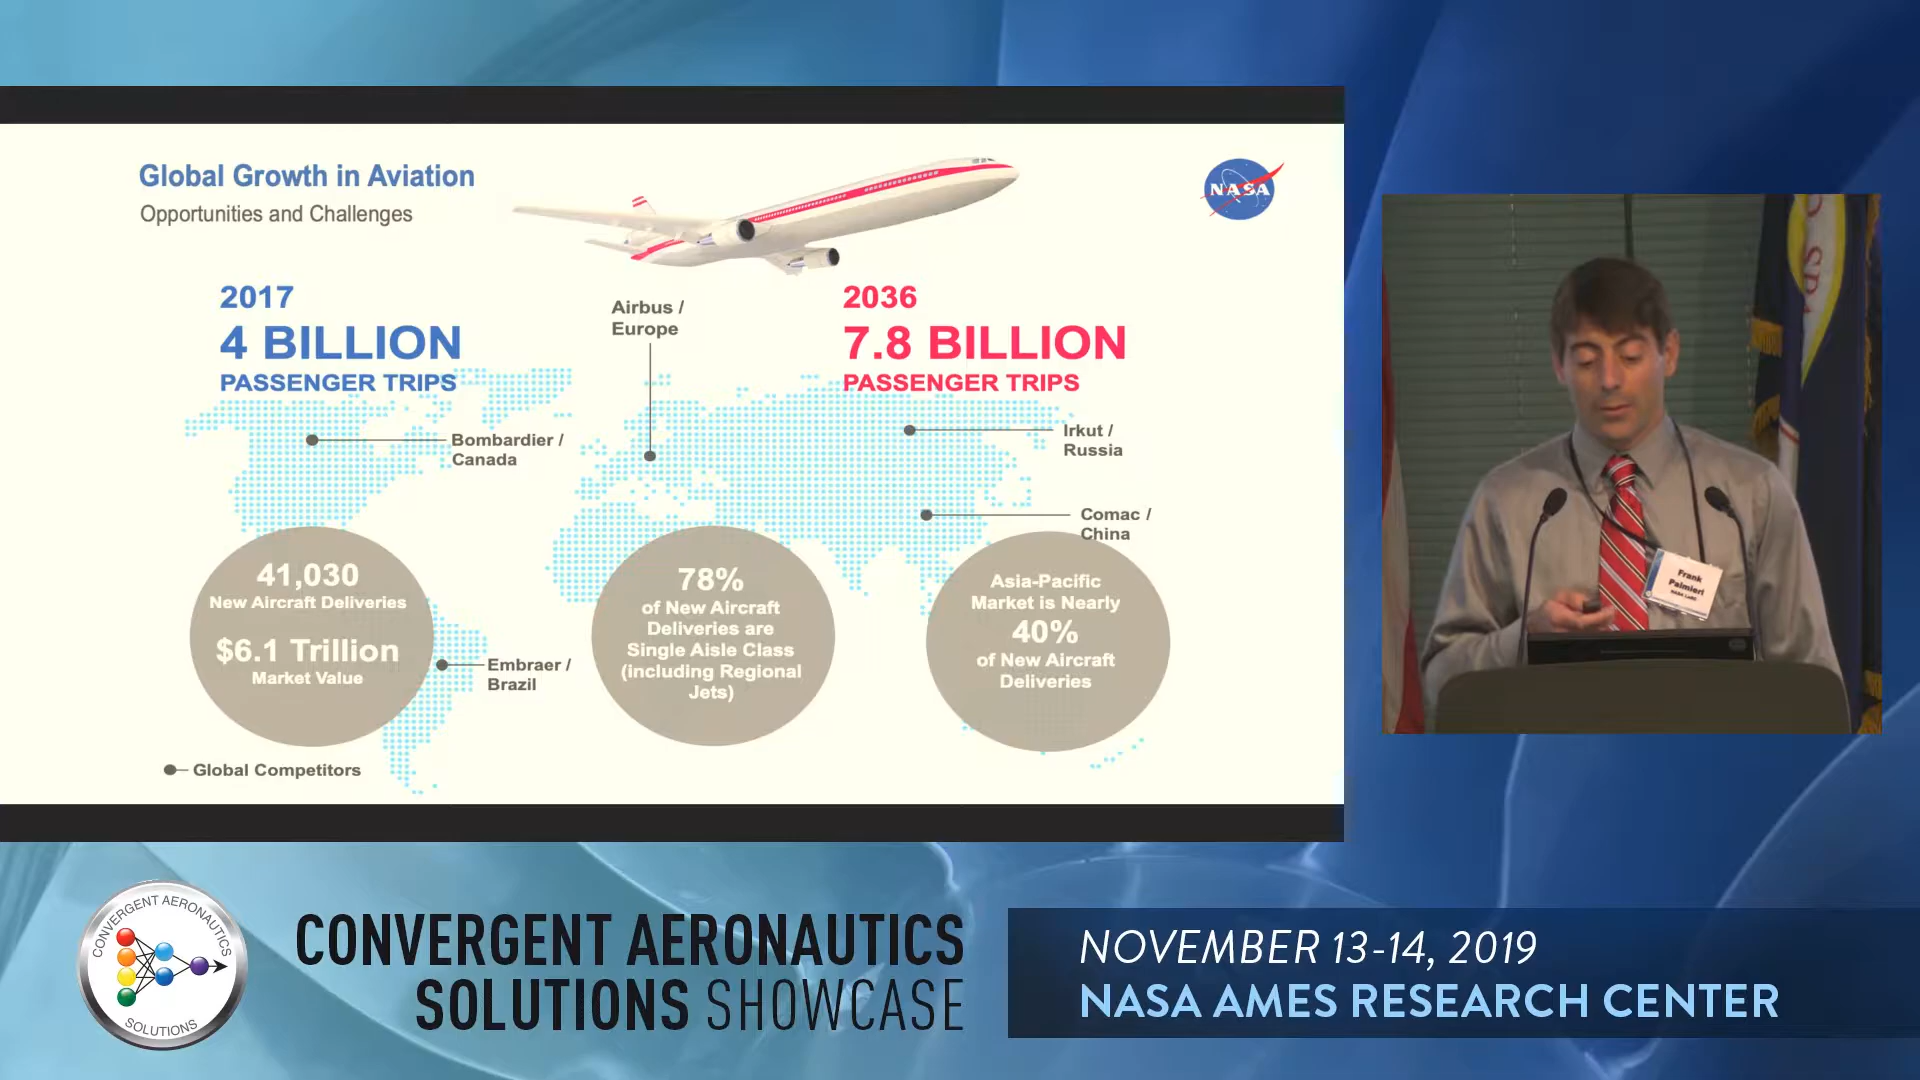 Global Growth in Aviation
Opportunities and Challenges
NASA
2017
4 BILLION
PASSENGER TRIPS
Airbus /
Europe
2036
7.8 BILLION
PASSENGER TRIPS
Bombardier /
Canada
Irkut /
Russia
Comac /
China
41,030
New Aircraft Deliveries
$6.1 Trillion
Market Value
78%
of New Aircraft
Deliveries are
Single Aisle Class
(including Regional
Jets)
Asia-Pacific
Market is Nearly
40%
of New Aircraft
Deliveries
Embraer /
Brazil
Global Competitors
Frank
Palmieri
NASA LaRC
CONVERGENT AERONAUTICS
SOLUTIONS
CONVERGENT AERONAUTICS
SOLUTIONS SHOWCASE
NOVEMBER 13-14, 2019
NASA AMES RESEARCH CENTER